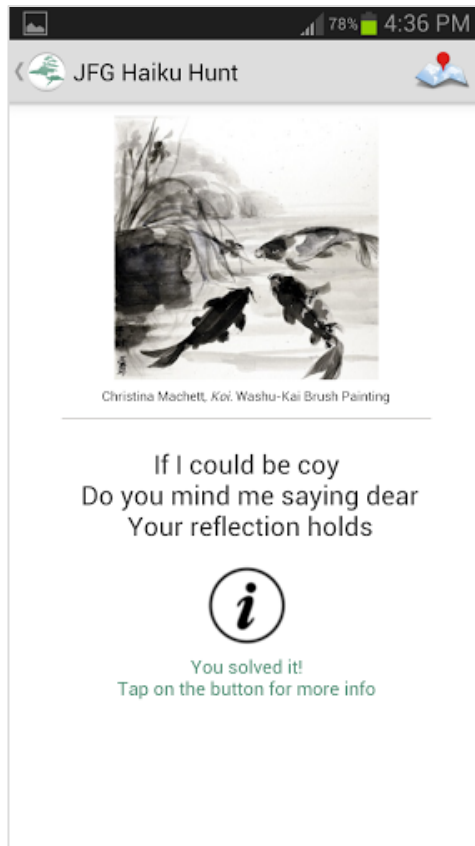 78% 4:36 PM
JFG Haiku Hunt
Christina Machett, Koi. Washu-Kai Brush Painting
If I could be coy
Do you mind me saying dear
Your reflection holds
i
You solved it!
Tap on the button for more info